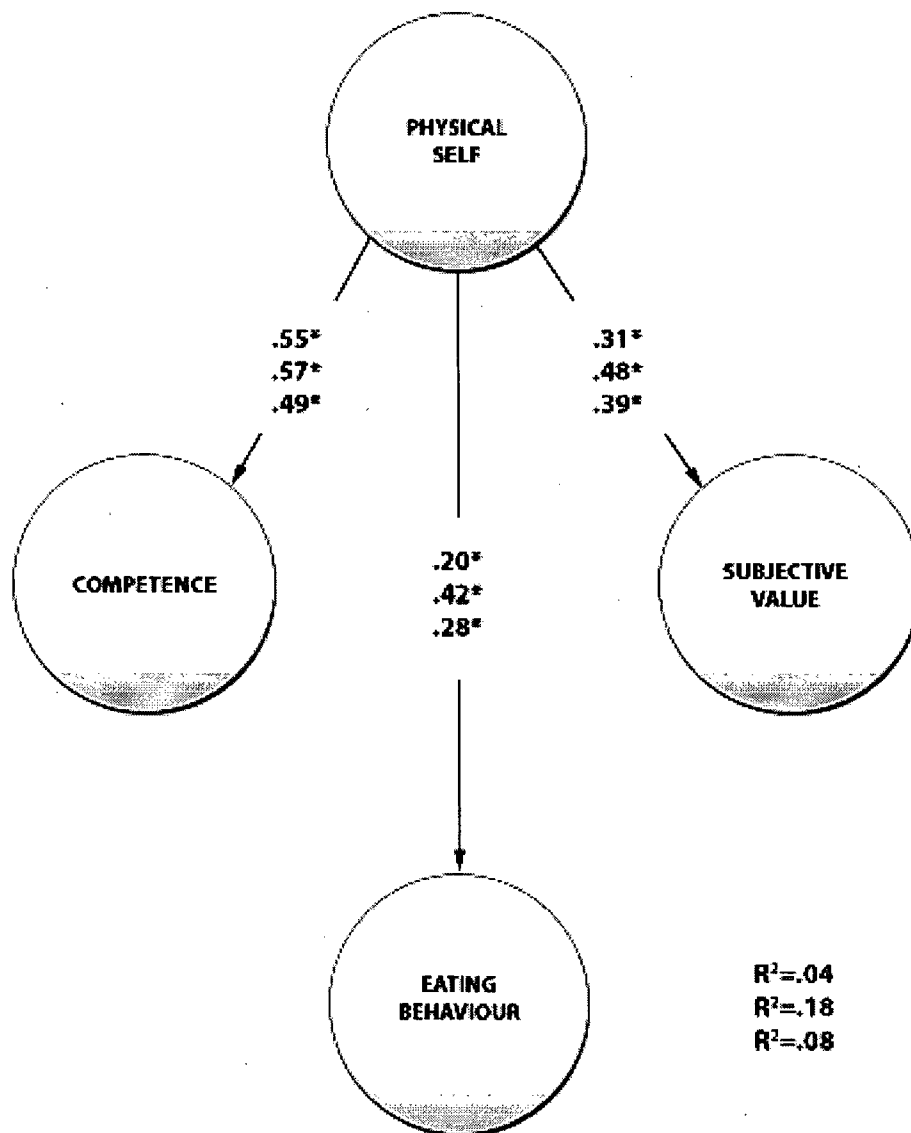 PHYSICAL
SELF
.55*
.57*
.49*
.31*
.48*
.39*
COMPETENCE
.20*
.42*
.28*
SUBJECTIVE
VALUE
EATING
BEHAVIOUR
R²=.04
R²=.18
R²=.08